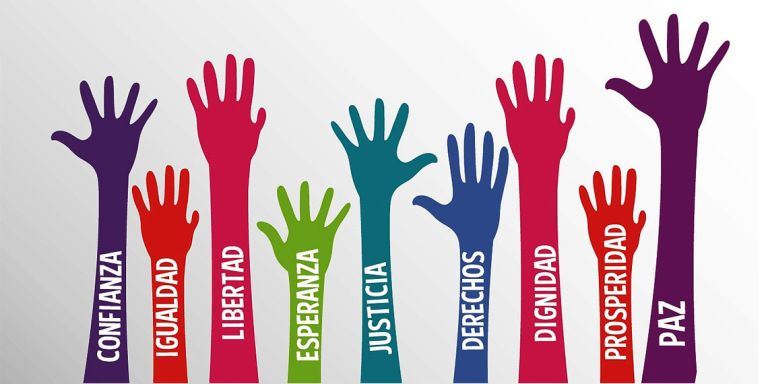 CONFIANZA
IGUALDAD
LIBERTAD
ESPERANZA
JUSTICIA
DERECHOS
DIGNIDAD
PROSPERIDAD
PAZ